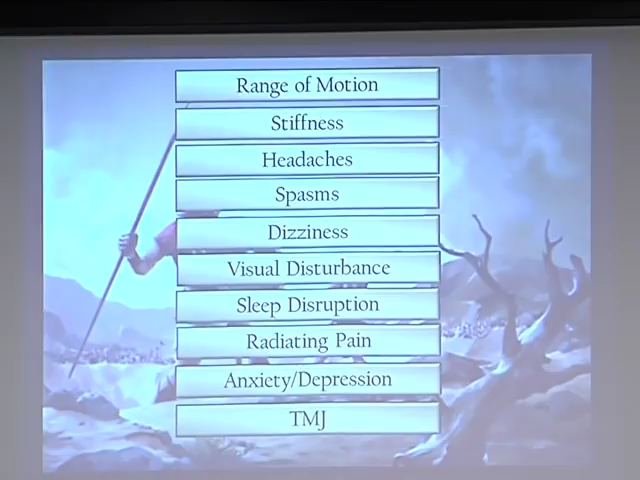 Range of Motion
Stiffness
Headaches
Spasms
Dizziness
Visual Disturbance
Sleep Disruption
Radiating Pain
Anxiety/Depression
TMJ